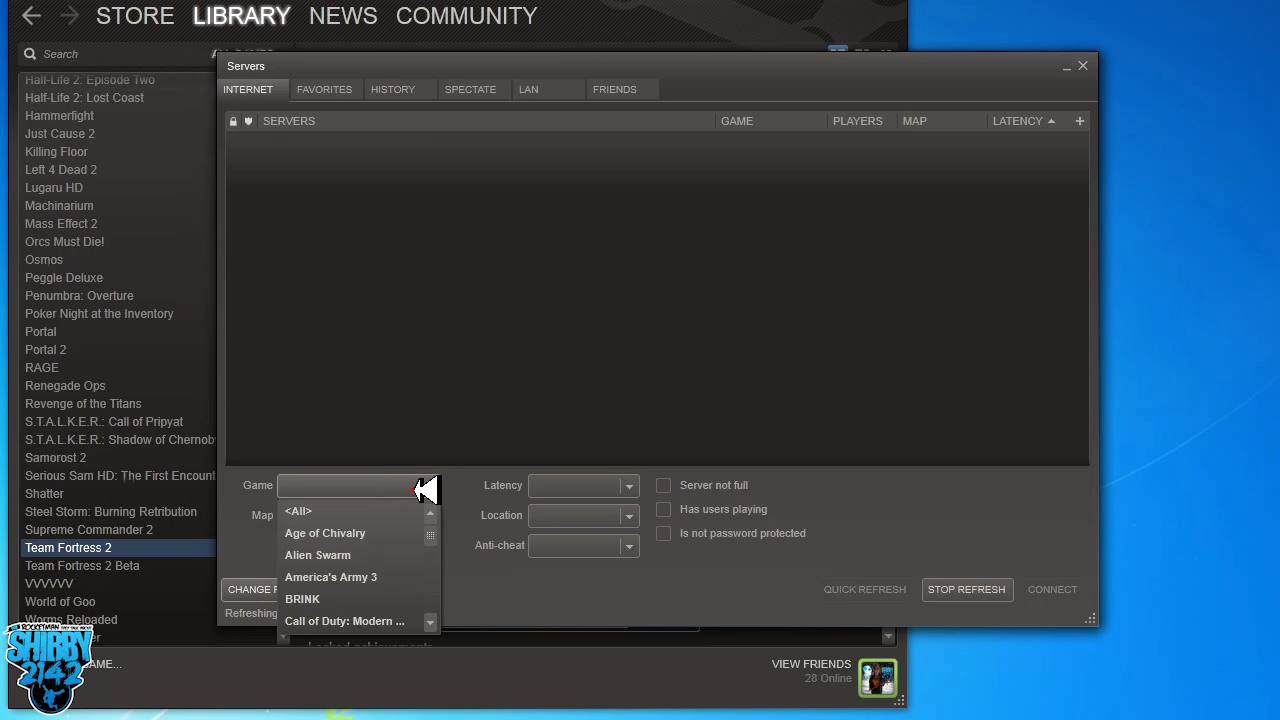 STORE LIBRARY NEWS COMMUNITY
Search
Half-Life 2: Episode Two
Half-Life 2: Lost Coast
Hammerfight
Just Cause 2
Killing Floor
Left 4 Dead 2
Lugaru HD
Machinarium
Mass Effect 2
Orcs Must Die!
Osmos
Peggle Deluxe
Penumbra: Overture
Poker Night at the Inventory
Portal
Portal 2
RAGE
Renegade Ops
Revenge of the Titans
S.T.A.L.K.E.R.: Call of Pripyat
S.T.A.L.K.E.R.: Shadow of Chernob
Samorost 2
Serious Sam HD: The First Encount
Shatter
Steel Storm: Burning Retribution
Supreme Commander 2
Team Fortress 2
Team Fortress 2 Beta
VVVVVV
World of Goo
Worms Reloaded
Servers
INTERNET FAVORITES HISTORY SPECTATE LAN FRIENDS
SERVERS GAME PLAYERS MAP LATENCY +
Game
Map
<All>
Age of Chivalry
Alien Swarm
America's Army 3
BRINK
Call of Duty: Modern ...
Latency
Location
Anti-cheat
Server not full
Has users playing
Is not password protected
CHANGE F
QUICK REFRESH STOP REFRESH CONNECT
Refreshing
Locked achievements
AME...
VIEW FRIENDS
28 Online
SHIBBY
2142